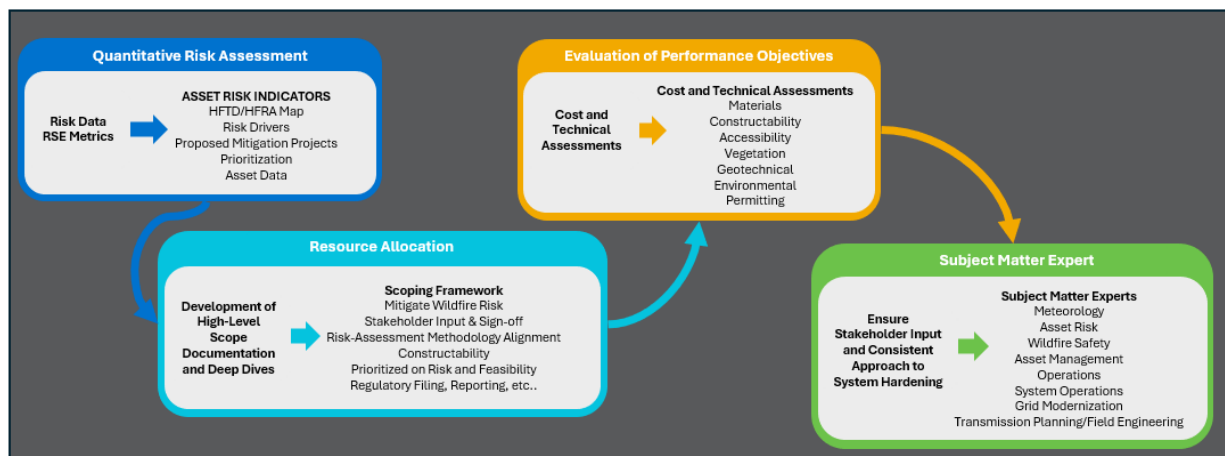 Quantitative Risk Assessment
Risk Data
RSE Metrics
ASSET RISK INDICATORS
HFTD/HFRA Map
Risk Drivers
Proposed Mitigation Projects
Prioritization
Asset Data
Resource Allocation
Development of
High-Level
Scope
Documentation
and Deep Dives
Scoping Framework
Mitigate Wildfire Risk
Stakeholder Input & Sign-off
Risk-Assessment Methodology Alignment
Constructability
Prioritized on Risk and Feasibility
Regulatory Filing, Reporting, etc..
Evaluation of Performance Objectives
Cost and
Technical
Assessments
Cost and Technical Assessments
Materials
Constructability
Accessibility
Vegetation
Geotechnical
Environmental
Permitting
Subject Matter Expert
Ensure
Stakeholder Input
and Consistent
Approach to
System Hardening
Subject Matter Experts
Meteorology
Asset Risk
Wildfire Safety
Asset Management
Operations
System Operations
Grid Modernization
Transmission Planning/Field Engineering